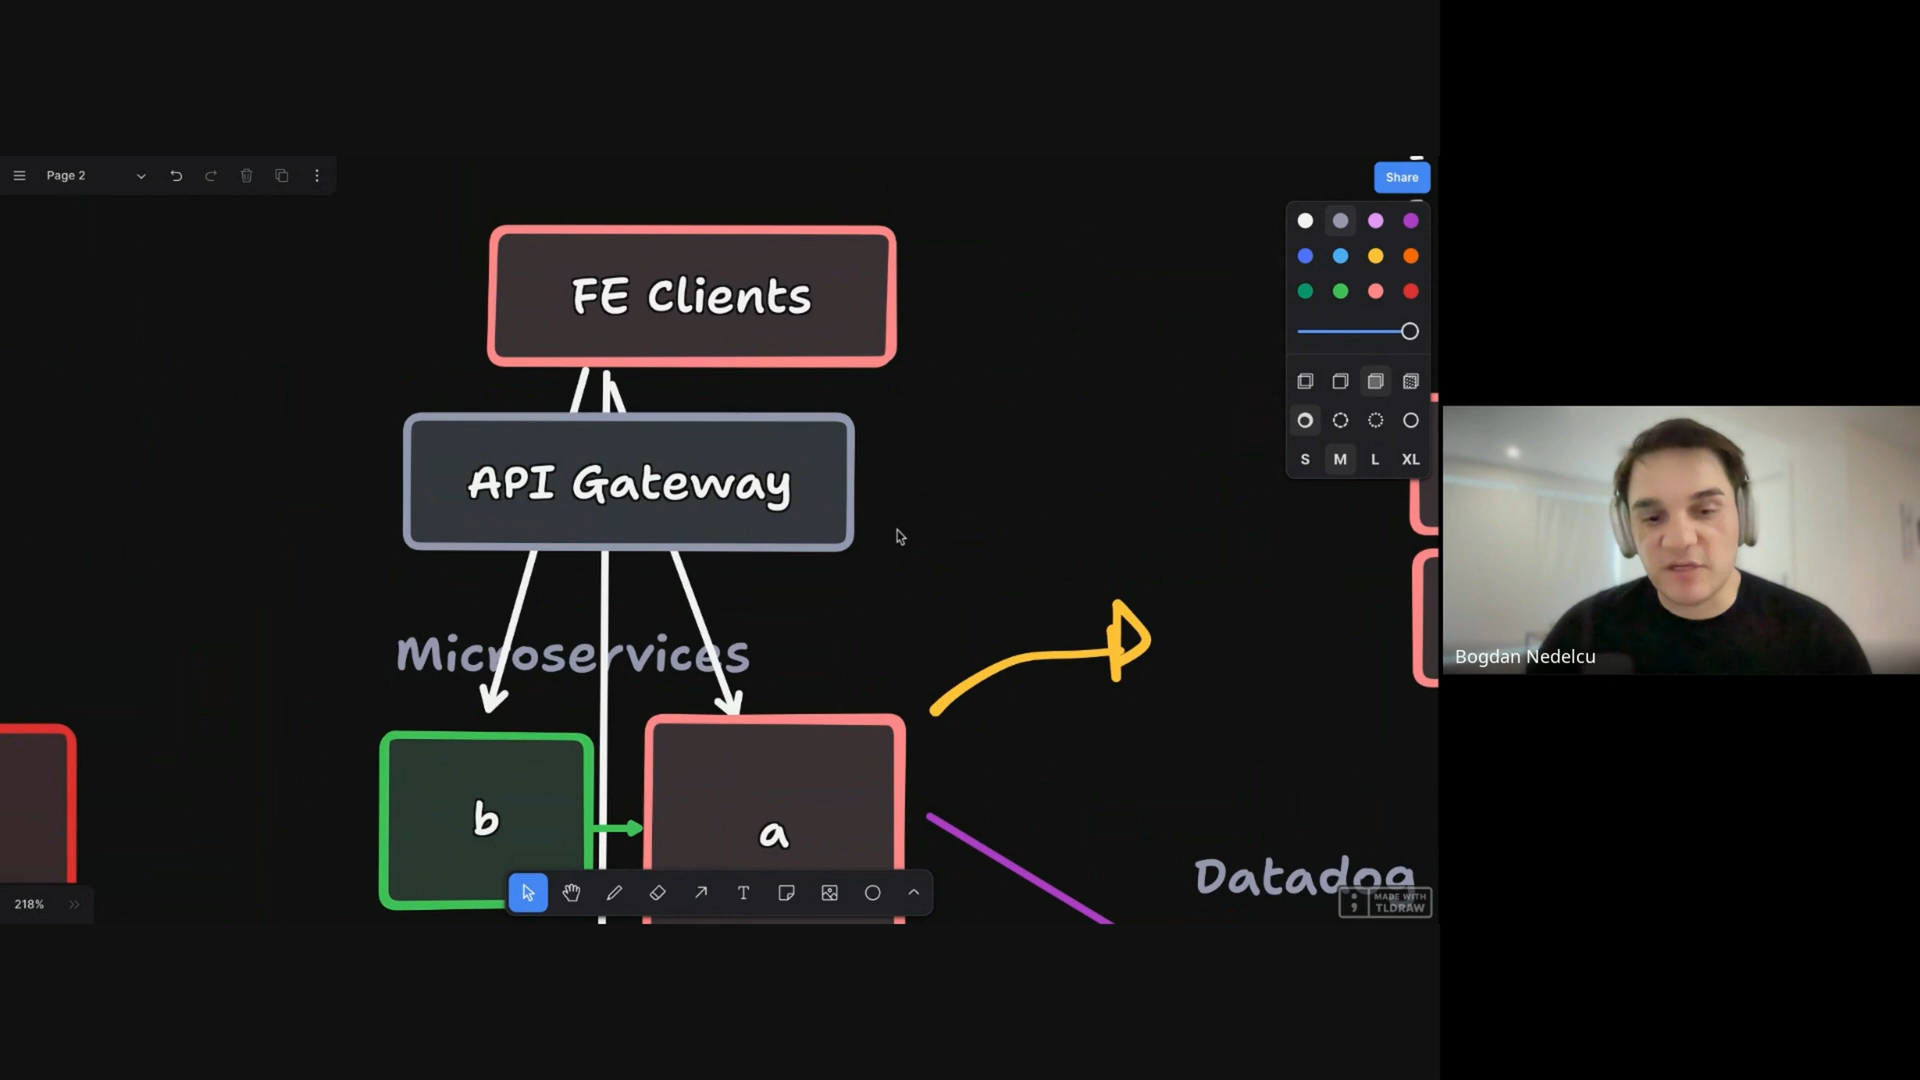 Page 2
Share
FE Clients
API Gateway
S M L XL
Microservices
Bogdan Nedelcu
b
a
Datadog
MADE WITH
TLDRAW
218%